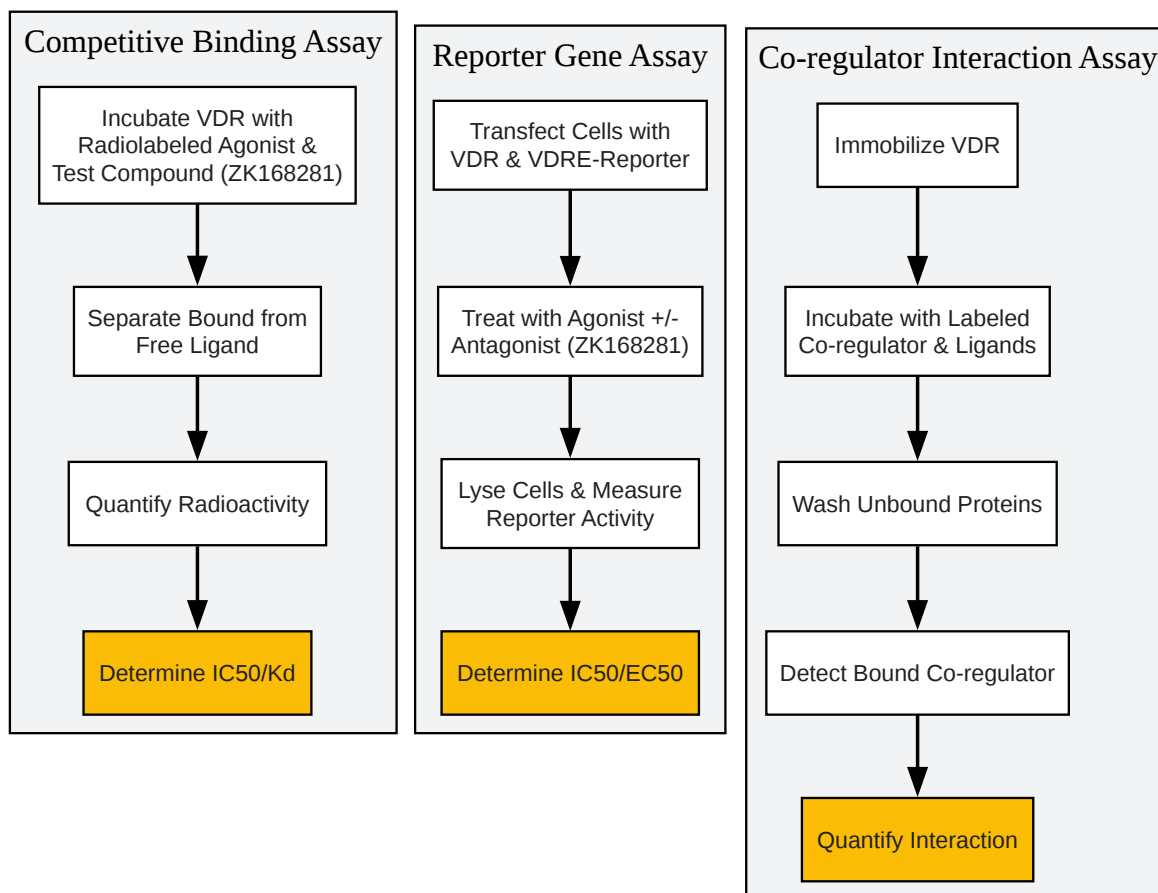 Competitive Binding Assay
Incubate VDR with
Radiolabeled Agonist &
Test Compound (ZK168281)
Separate Bound from
Free Ligand
Quantify Radioactivity
Determine IC50/Kd
Reporter Gene Assay
Transfect Cells with
VDR & VDRE-Reporter
Treat with Agonist +/-
Antagonist (ZK168281)
Lyse Cells & Measure
Reporter Activity
Determine IC50/EC50
Co-regulator Interaction Assay
Immobilize VDR
Incubate with Labeled
Co-regulator & Ligands
Wash Unbound Proteins
Detect Bound Co-regulator
Quantify Interaction